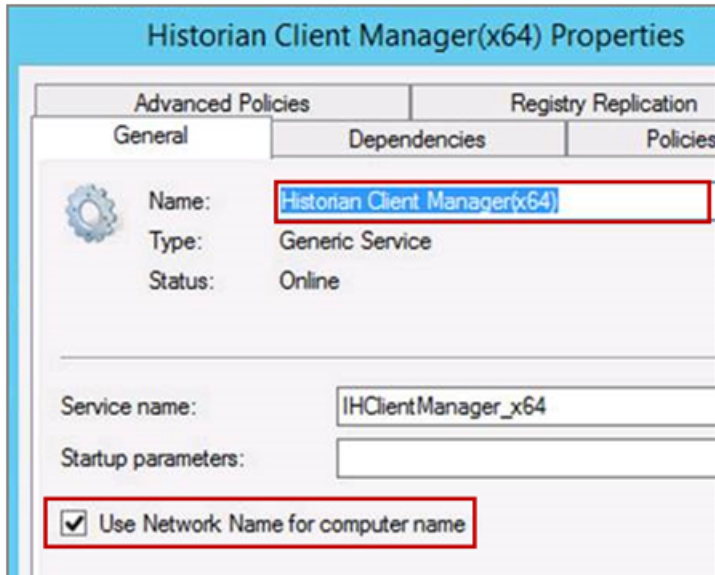 Historian Client Manager(x64) Properties
Advanced Policies Registry Replication
General Dependencies Policies
Name: Historian Client Manager(x64)
Type: Generic Service
Status: Online
Service name: IHClientManager_x64
Startup parameters:
Use Network Name for computer name